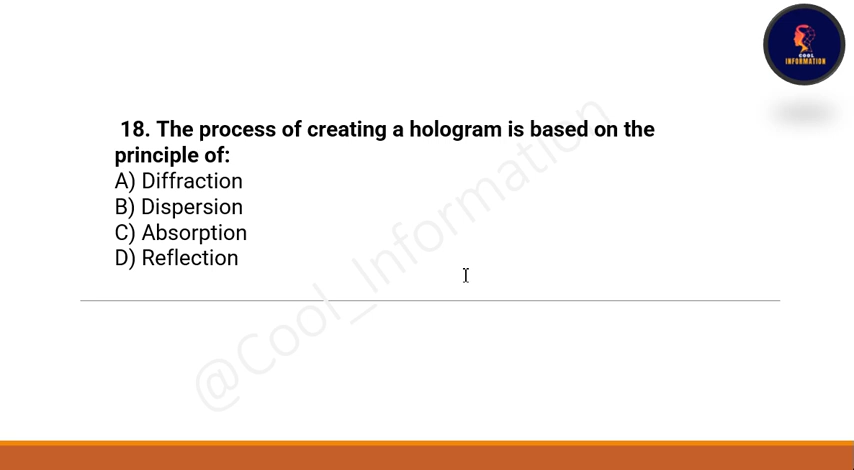 COOL
INFORMATION
18. The process of creating a hologram is based on the
principle of:
A) Diffraction
B) Dispersion
C) Absorption
D) Reflection
@Cool_Information